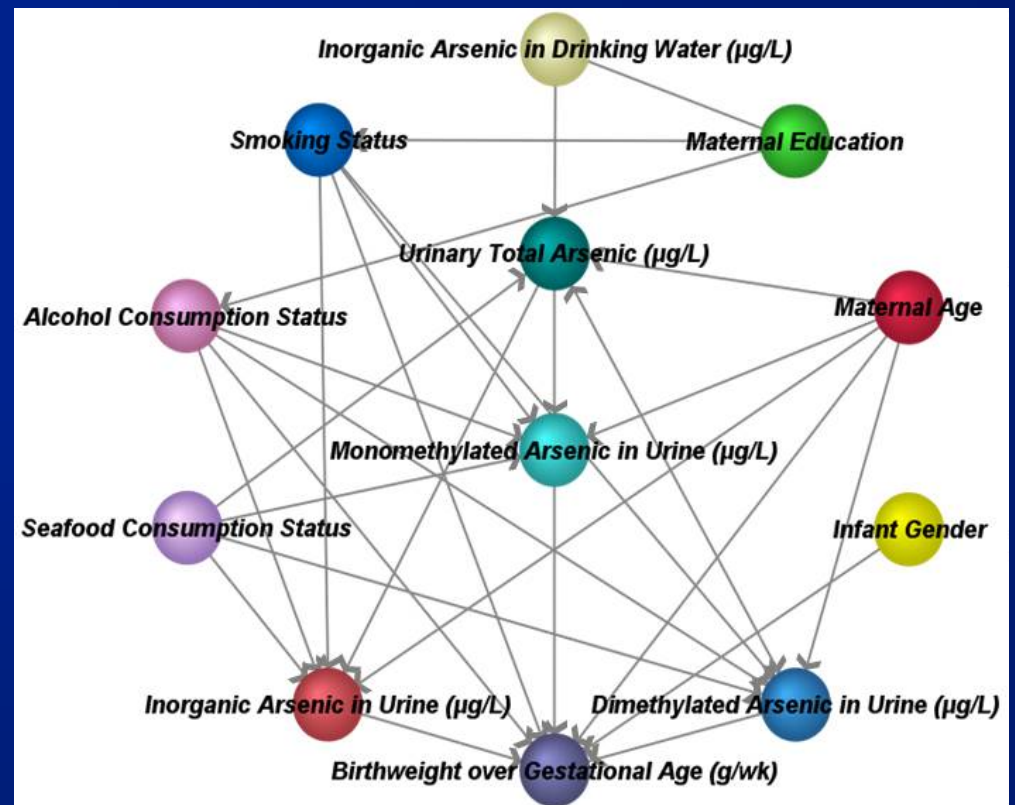 Inorganic Arsenic in Drinking Water (µg/L)
Smoking Status
Maternal Education
Urinary Total Arsenic (µg/L)
Alcohol Consumption Status
Maternal Age
Monomethylated Arsenic in Urine (µg/L)
Seafood Consumption Status
Infant Gender
Inorganic Arsenic in Urine (µg/L)
Dimethylated Arsenic in Urine (µg/L)
Birthweight over Gestational Age (g/wk)